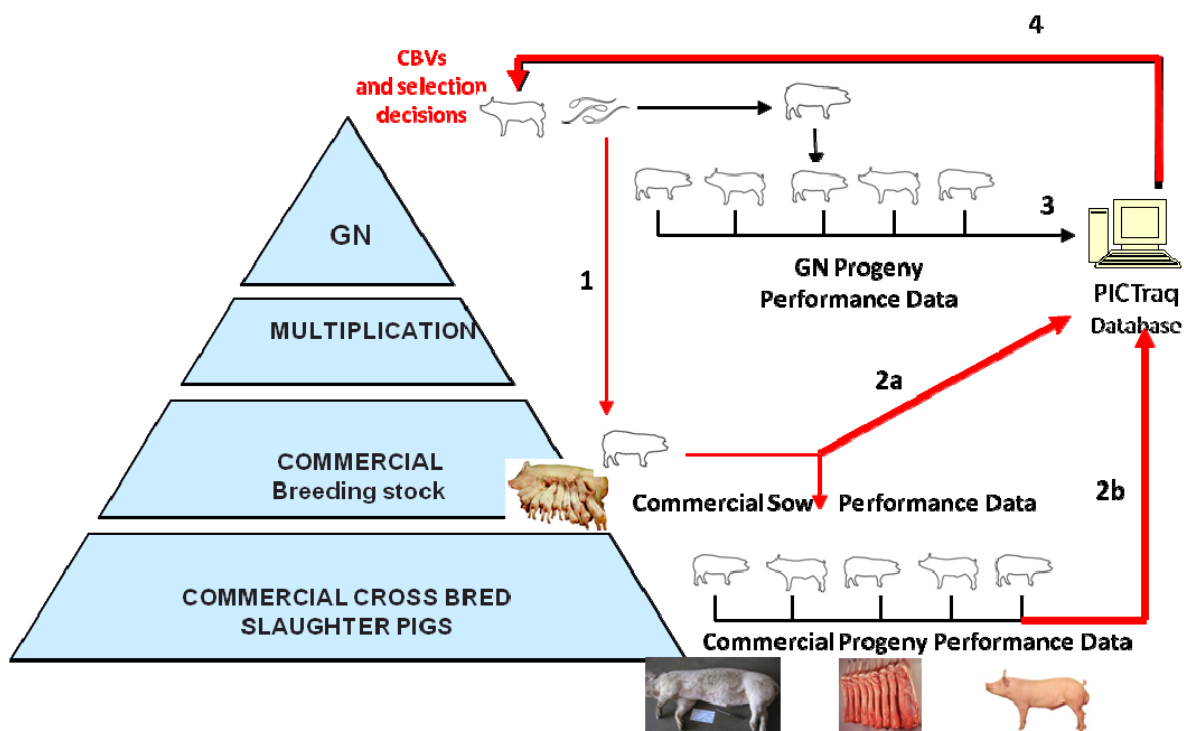 4
CBVs
and selection
decisions
3
GN
GN Progeny
Performance Data
1
PICTraq
Database
MULTIPLICATION
2a
COMMERCIAL
Breeding stock
Commercial Sow Performance Data
2b
COMMERCIAL CROSS BRED
SLAUGHTER PIGS
Commercial Progeny Performance Data